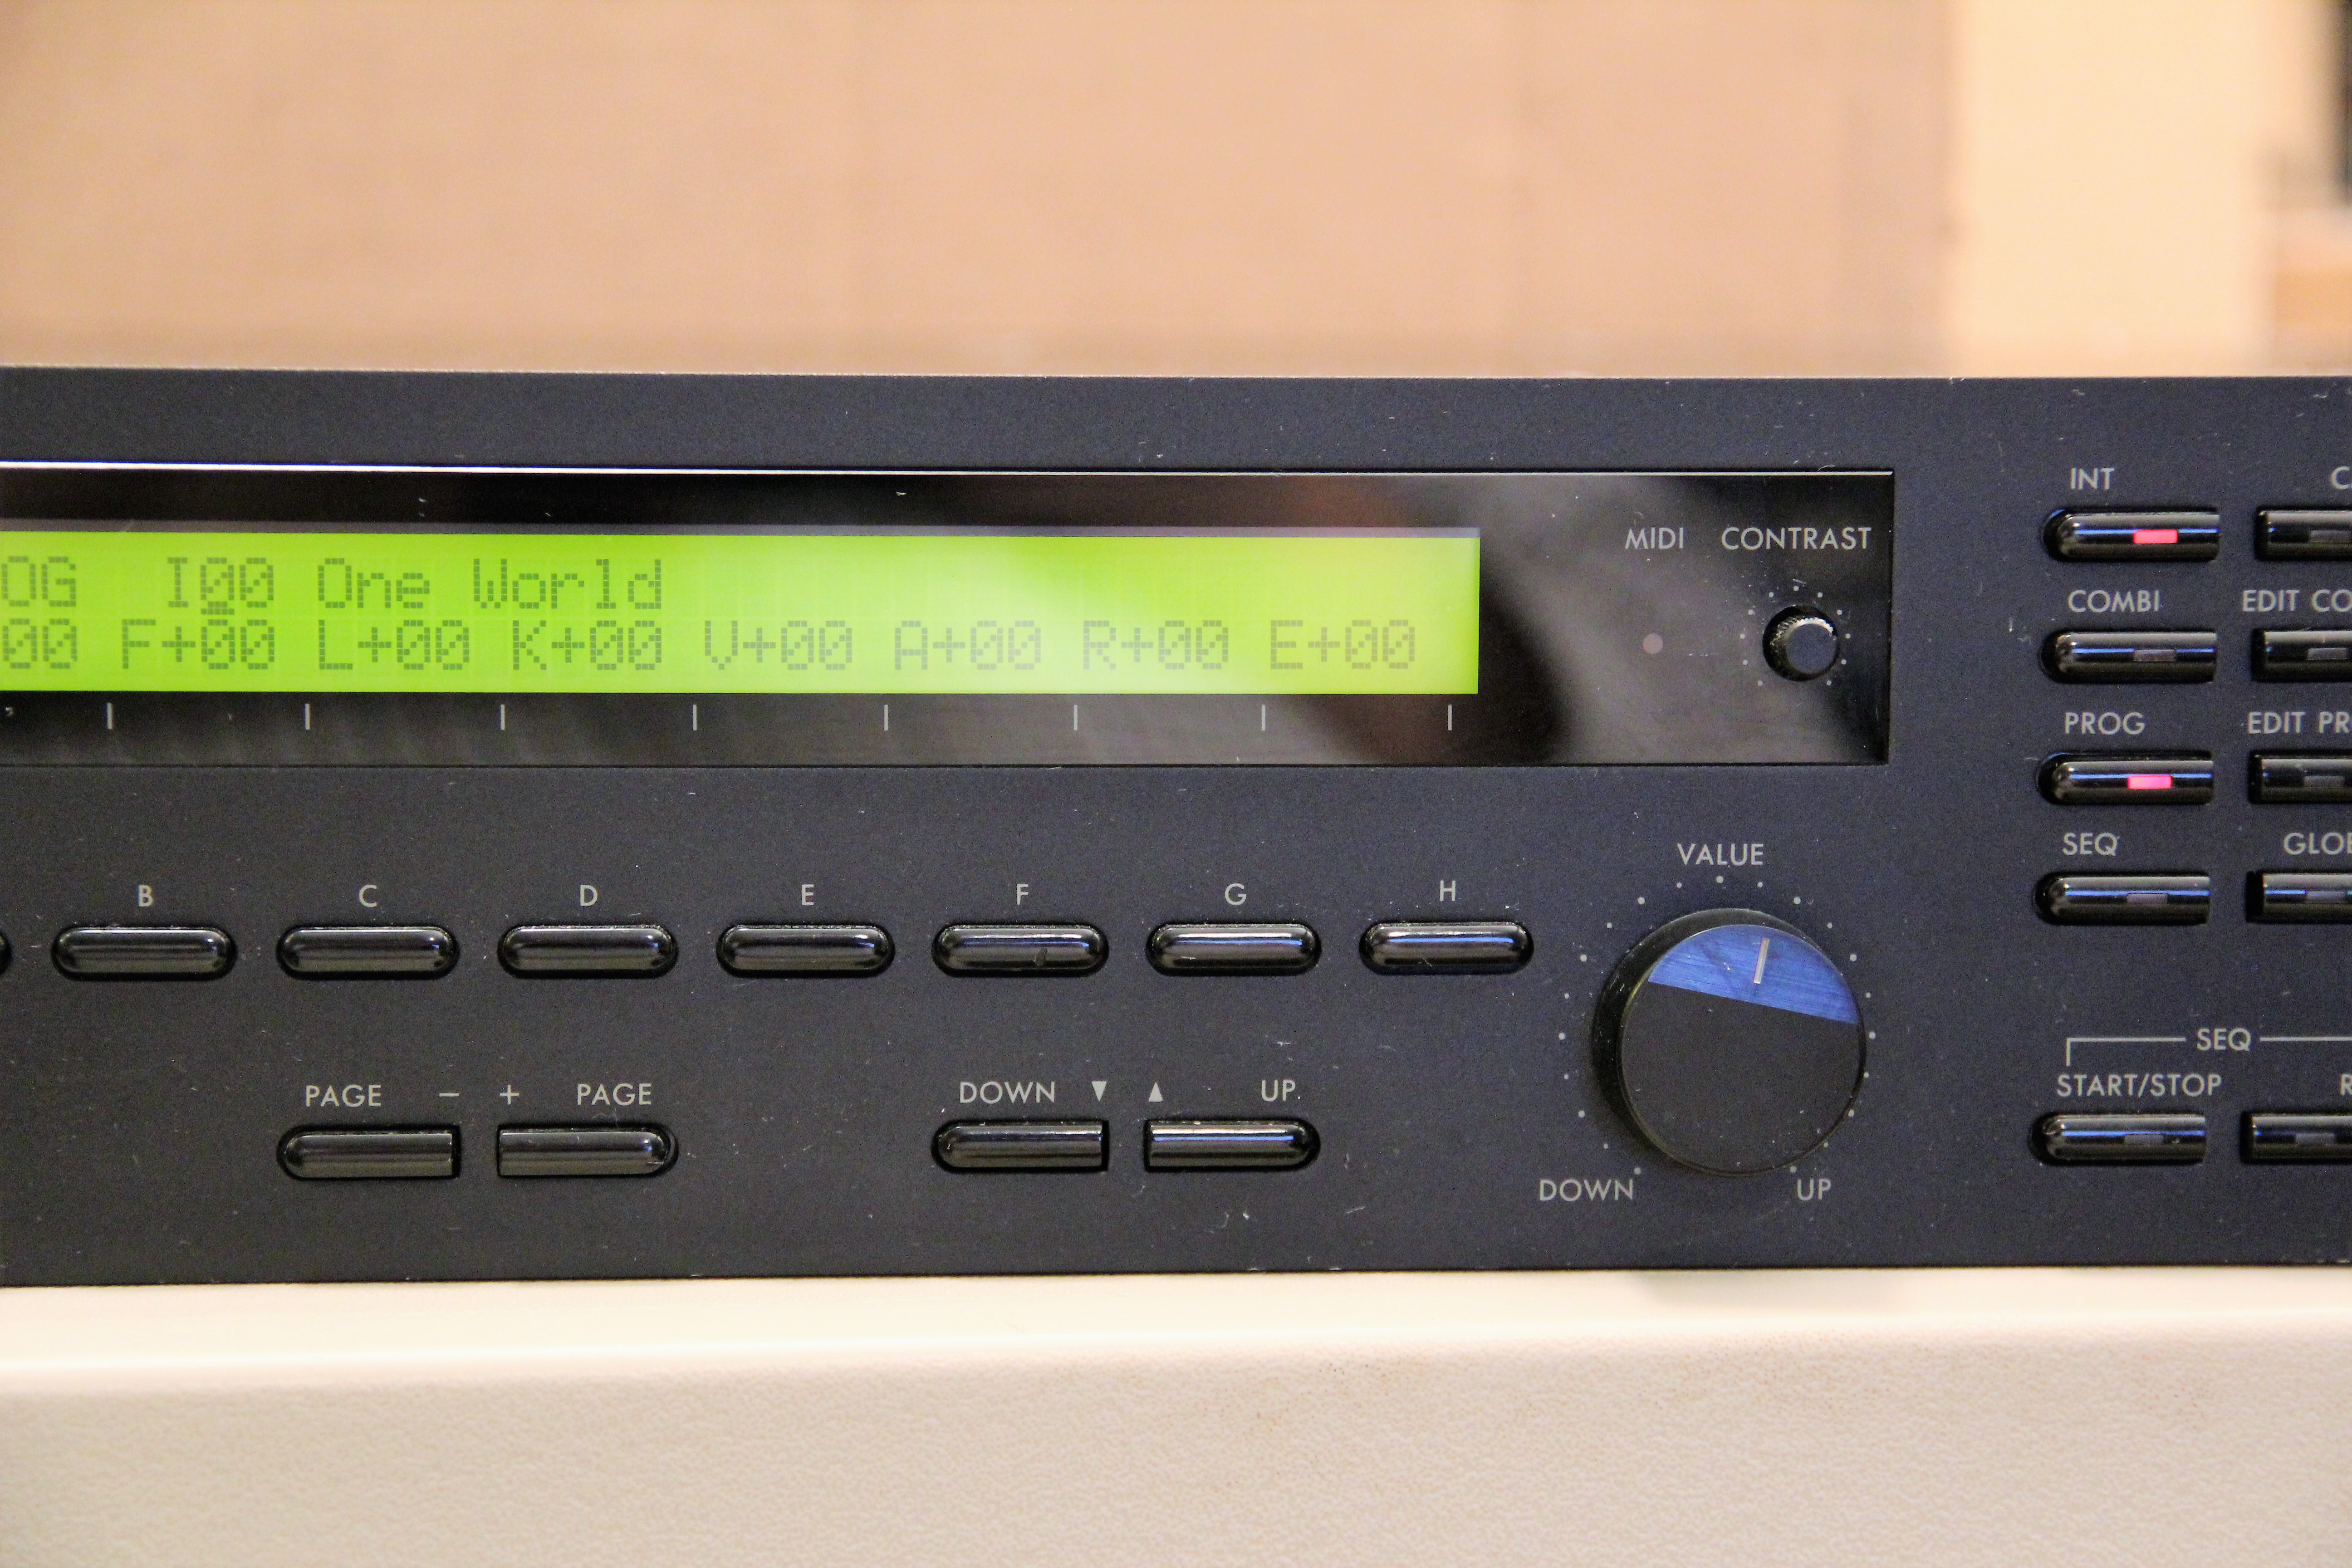 OG I00 One World
00 F+00 L+00 K+00 V+00 A+00 R+00 E+00
MIDI CONTRAST
INT C
COMBI EDIT CO
PROG EDIT PR
SEQ GLOB
VALUE
B C D E F G H
PAGE − + PAGE
DOWN ▼ ▲ UP
DOWN UP
SEQ
START/STOP R